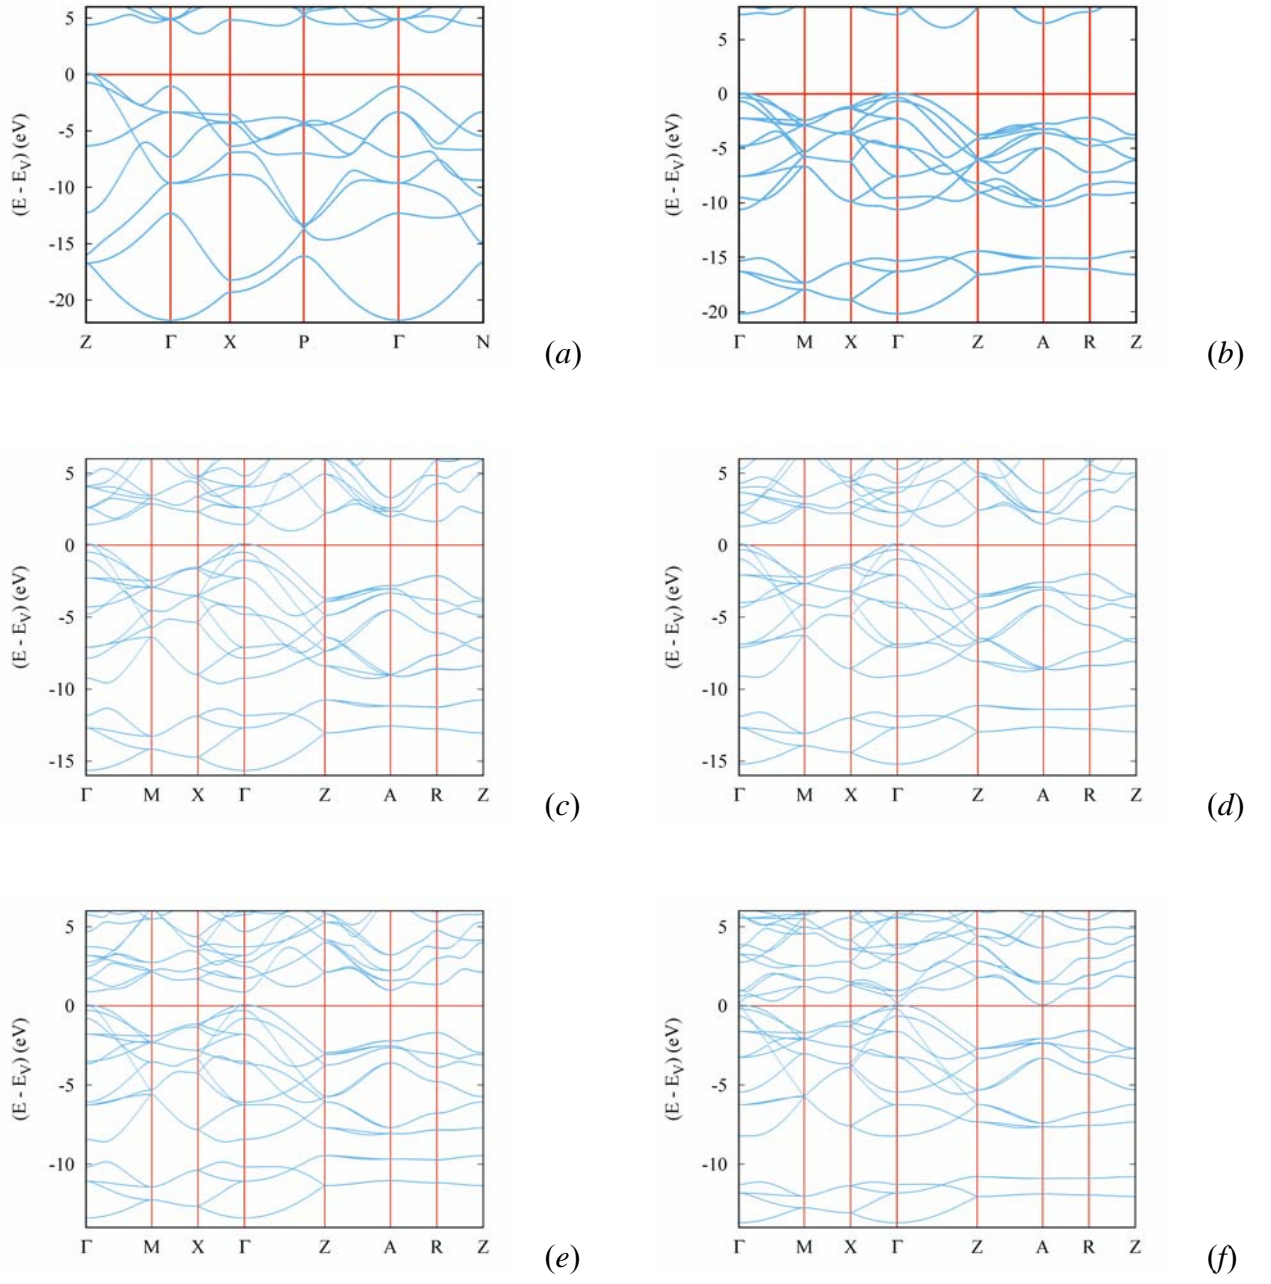 5
0
-5
-10
-15
-20
(E - E_V) (eV)
Z Γ X P Γ N
(a)
5
0
-5
-10
-15
-20
(E - E_V) (eV)
Γ M X Γ Z A R Z
(b)
5
0
-5
-10
-15
(E - E_V) (eV)
Γ M X Γ Z A R Z
(c)
5
0
-5
-10
-15
(E - E_V) (eV)
Γ M X Γ Z A R Z
(d)
5
0
-5
-10
(E - E_V) (eV)
Γ M X Γ Z A R Z
(e)
5
0
-5
-10
(E - E_V) (eV)
Γ M X Γ Z A R Z
(f)